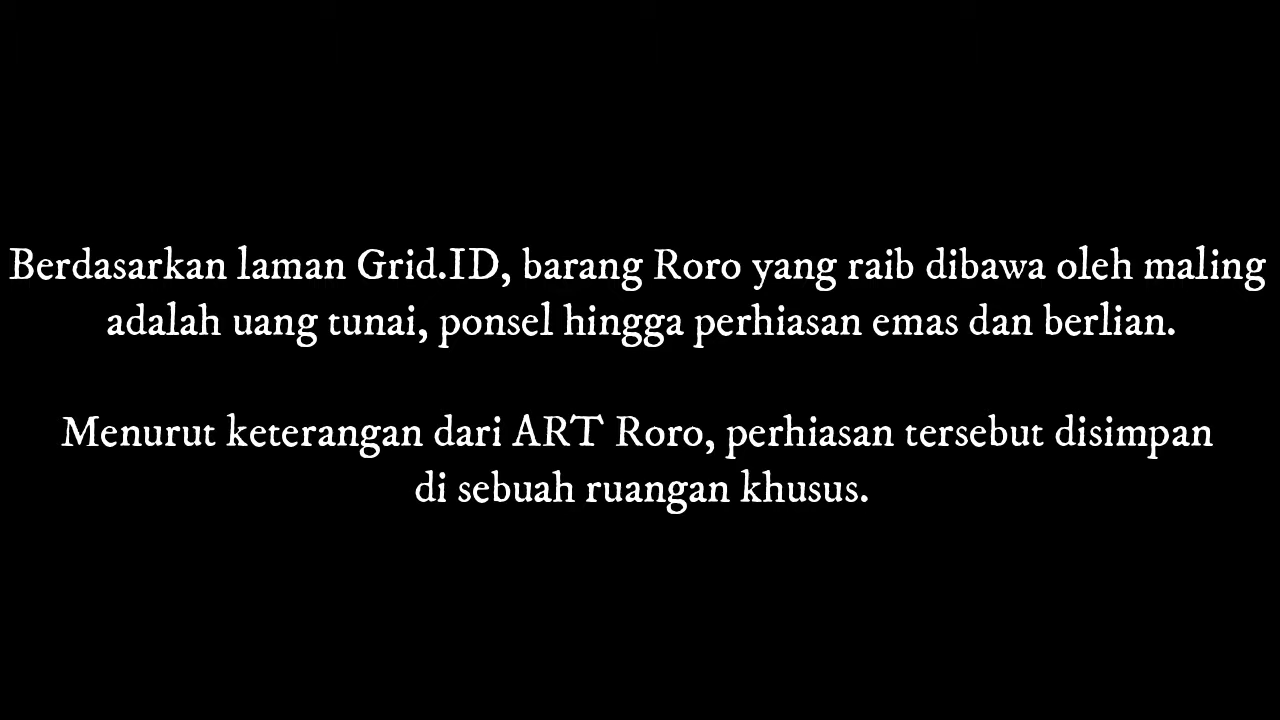 Berdasarkan laman Grid.ID, barang Roro yang raib dibawa oleh maling
adalah uang tunai, ponsel hingga perhiasan emas dan berlian.
Menurut keterangan dari ART Roro, perhiasan tersebut disimpan
di sebuah ruangan khusus.